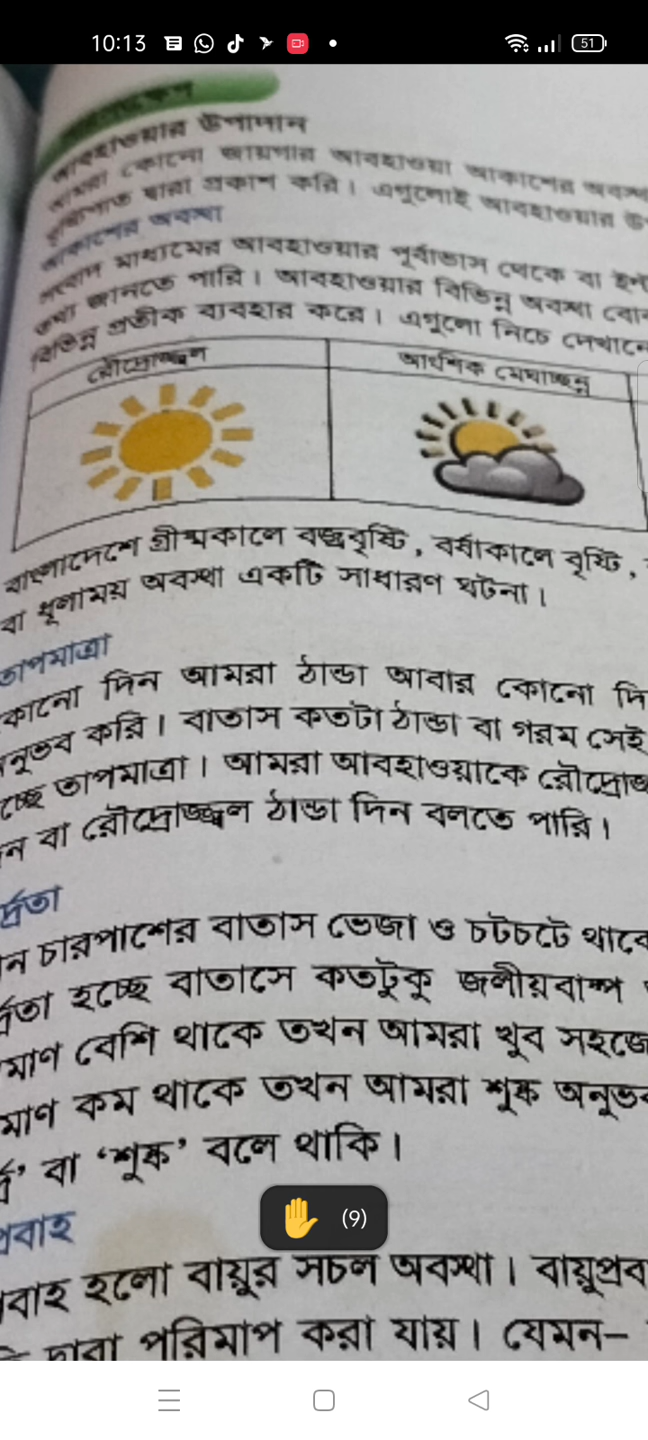 10:13
51
আবহাওয়ার উপাদান
আমরা কোনো জায়গার আবহাওয়া আকাশের
দ্বারা প্রকাশ করি। এগুলোই আবহাওয়ার
আকাশের অবস্থা
মাধ্যমের আবহাওয়ার পূর্বাভাস থেকে বা
তথ্য জানতে পারি। আবহাওয়ার বিভিন্ন অবস্থা
বিভিন্ন প্রতীক ব্যবহার করে। এগুলো নিচে
রৌদ্রোজ্জ্বল
আংশিক মেঘাচ্ছন্ন
বাংলাদেশে গ্রীষ্মকালে বজ্রবৃষ্টি, বর্ষাকালে বৃষ্টি,
বা ধূলাময় অবস্থা একটি সাধারণ ঘটনা।
তাপমাত্রা
কোনো দিন আমরা ঠান্ডা আবার কোনো দি
নুভব করি। বাতাস কতটা ঠান্ডা বা গরম সেই
চ্ছে তাপমাত্রা। আমরা আবহাওয়াকে
ন বা রৌদ্রোজ্জ্বল ঠান্ডা দিন বলতে পারি।
র্দ্রতা
ন চারপাশের বাতাস ভেজা ও চটচটে থাকে
র্দ্রতা হচ্ছে বাতাসে কতটুকু জলীয়বাষ্প
মাণ বেশি থাকে তখন আমরা খুব সহজে
মাণ কম থাকে তখন আমরা শুষ্ক অনুভ
র্দ্র’ বা ‘শুষ্ক’ বলে থাকি।
প্রবাহ
বাহ হলো বায়ুর সচল অবস্থা। বায়ুপ্রব
দ্বারা পরিমাপ করা যায়। যেমন–
(9)